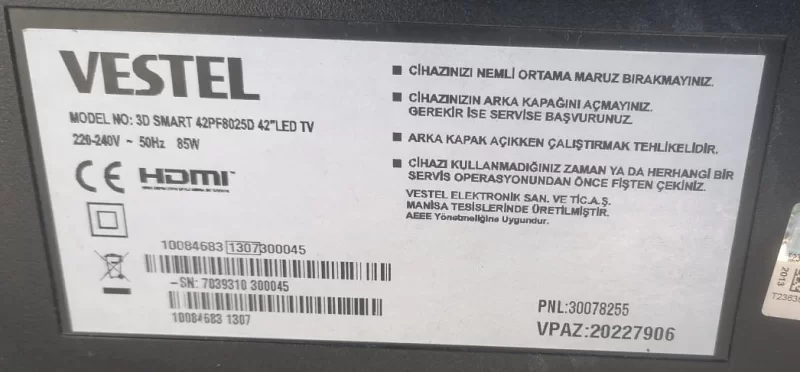 VESTEL
MODEL NO: 3D SMART 42PF8025D 42"LED TV
220-240V ~ 50Hz 85W
CE HDMI
10084683 1307300045
-SN: 7039310 300045
10084683 1307
CİHAZINIZI NEMLİ ORTAMA MARUZ BIRAKMAYINIZ.
CİHAZINIZIN ARKA KAPAĞINI AÇMAYINIZ.
GEREKİR İSE SERVİSE BAŞVURUNUZ.
ARKA KAPAK AÇIKKEN ÇALIŞTIRMAK TEHLİKELİDİR.
CİHAZI KULLANMADIĞINIZ ZAMAN YA DA HERHANGİ BİR
SERVİS OPERASYONUNDAN ÖNCE FİŞTEN ÇEKİNİZ.
VESTEL ELEKTRONİK SAN. VE TİC.A.Ş.
MANİSA TESİSLERİNDE ÜRETİLMİŞTİR.
AEEE Yönetmeliğine Uygundur.
PNL:30078255
VPAZ:20227906
2013